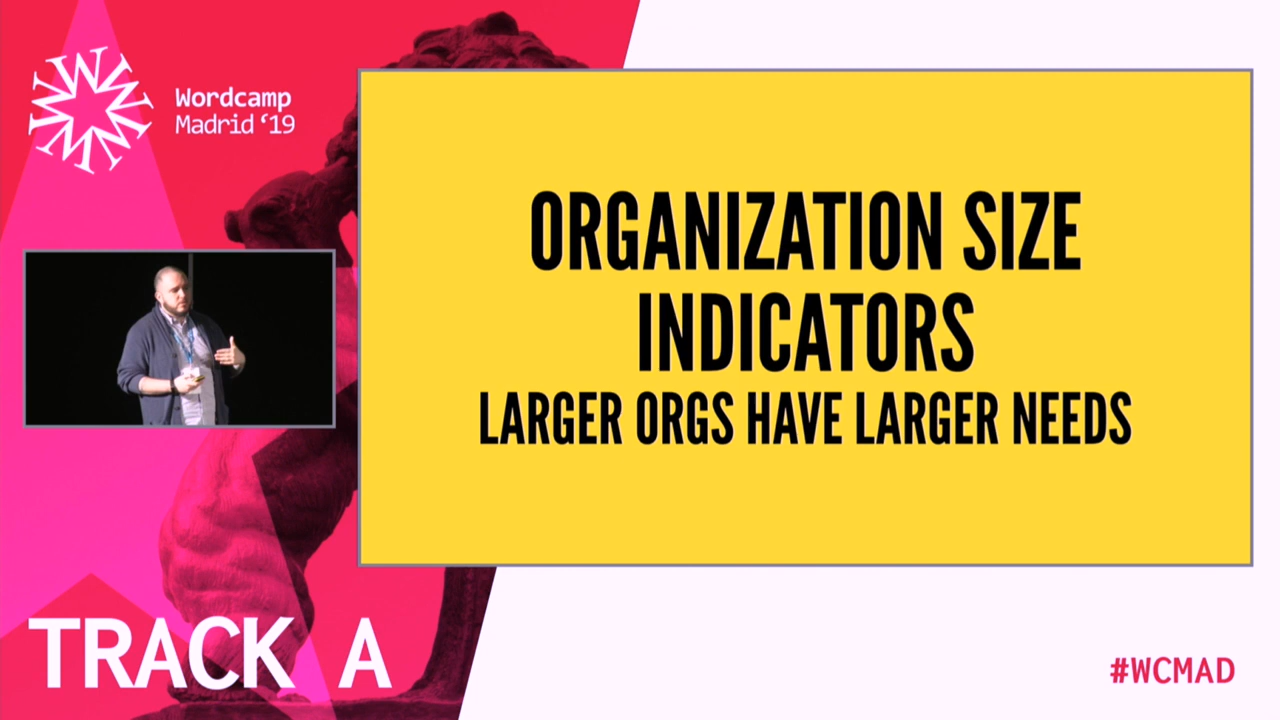 Wordcamp
Madrid ‘19
ORGANIZATION SIZE
INDICATORS
LARGER ORGS HAVE LARGER NEEDS
TRACK A
#WCMAD